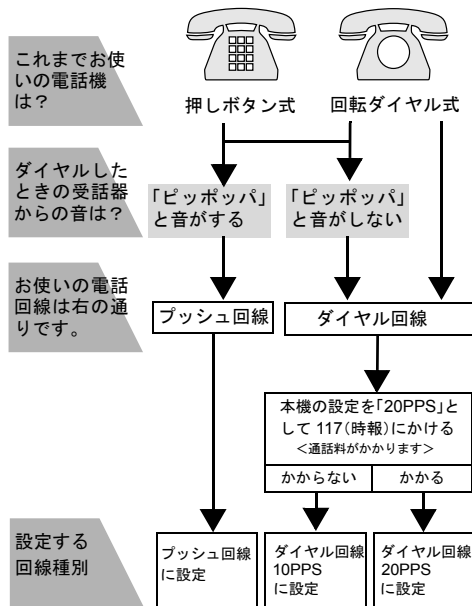 これまでお使
いの電話機
は？
押しボタン式
回転ダイヤル式
ダイヤルした
ときの受話器
からの音は？
「ピッポッパ」
と音がする
「ピッポッパ」
と音がしない
お使いの電話
回線は右の通
りです。
プッシュ回線
ダイヤル回線
本機の設定を「20PPS」と
して 117（時報）にかける
＜通話料がかかります＞
かからない
かかる
設定する
回線種別
プッシュ回線
に設定
ダイヤル回線
10PPS
に設定
ダイヤル回線
20PPS
に設定